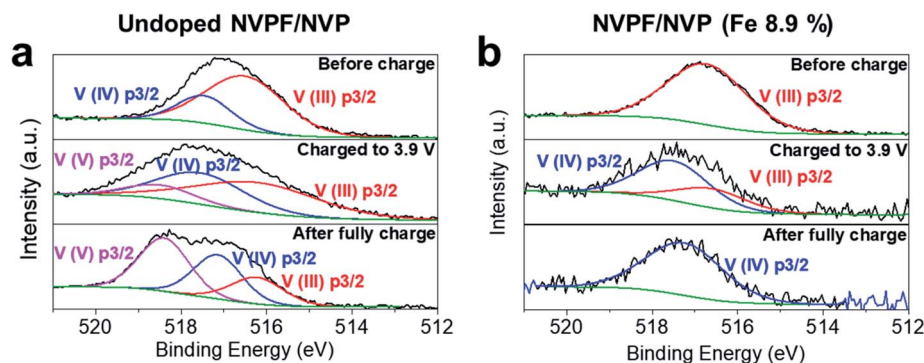 Undoped NVPF/NVP
a
Intensity (a.u.)
Before charge
V (IV) p3/2
V (III) p3/2
Charged to 3.9 V
V (V) p3/2
V (IV) p3/2
V (III) p3/2
After fully charge
V (V) p3/2
V (IV) p3/2
V (III) p3/2
520 518 516 514 512
Binding Energy (eV)
NVPF/NVP (Fe 8.9 %)
b
Intensity (a.u.)
Before charge
V (III) p3/2
Charged to 3.9 V
V (IV) p3/2
V (III) p3/2
After fully charge
V (IV) p3/2
520 518 516 514 512
Binding Energy (eV)